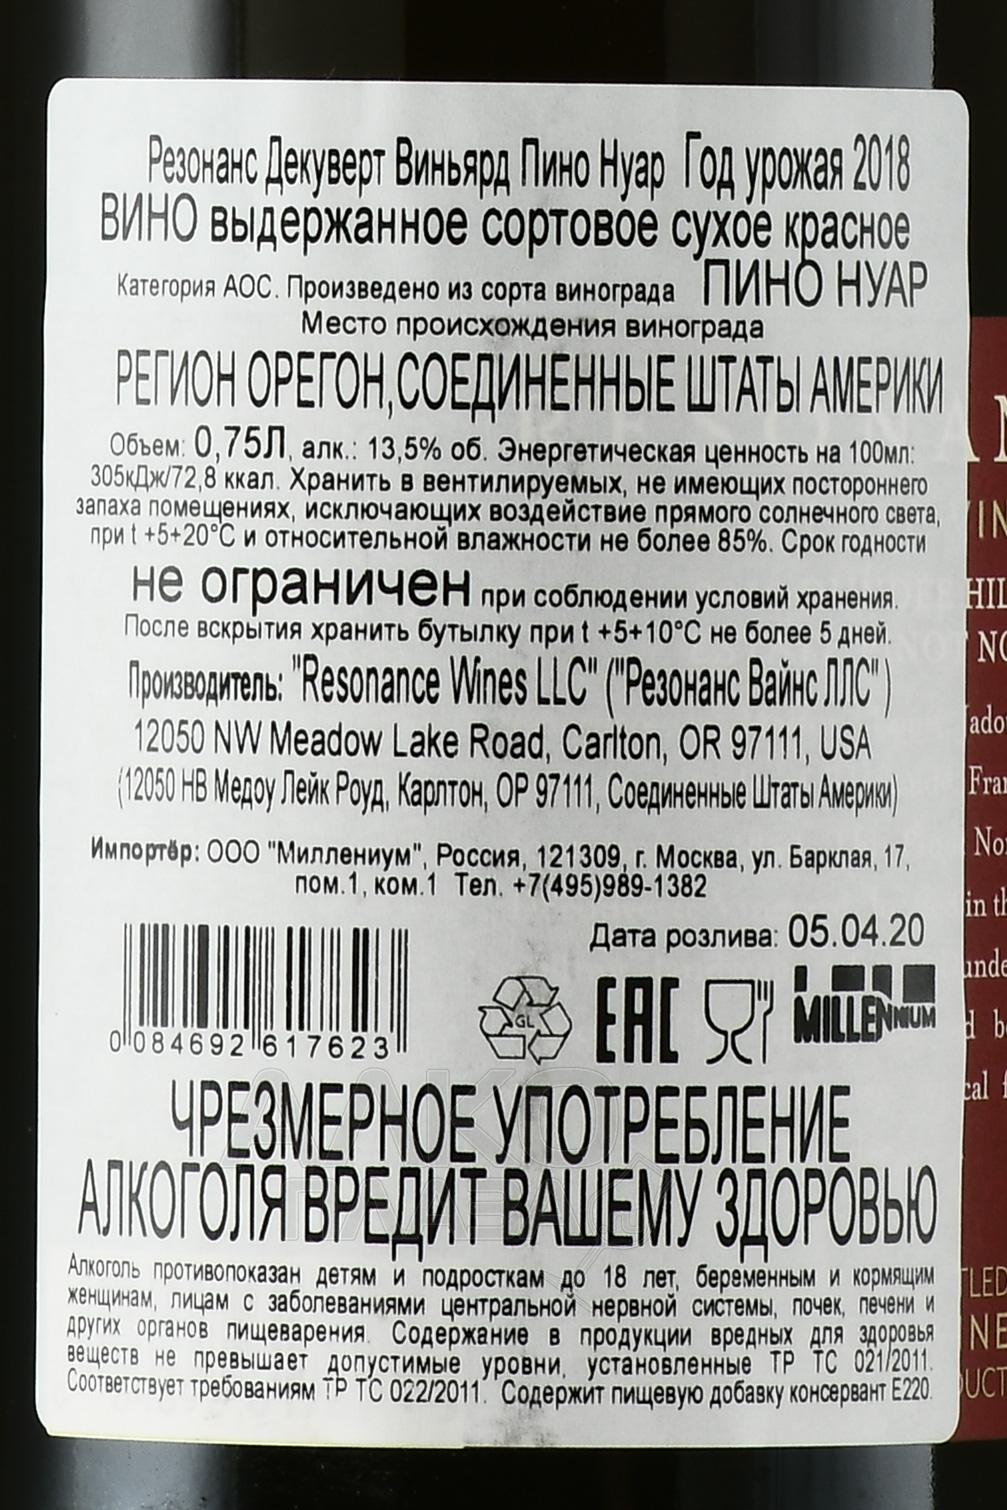 Резонанс Декуверт Виньярд Пино Нуар Год урожая 2018
ВИНО выдержанное сортовое сухое красное
Категория АОС. Произведено из сорта винограда ПИНО НУАР
Место происхождения винограда
РЕГИОН ОРЕГОН,СОЕДИНЕННЫЕ ШТАТЫ АМЕРИКИ
Объем: 0,75Л, алк.: 13,5% об. Энергетическая ценность на 100мл:
305кДж/72,8 ккал. Хранить в вентилируемых, не имеющих постороннего
запаха помещениях, исключающих воздействие прямого солнечного света,
при t +5+20°С и относительной влажности не более 85%. Срок годности
не ограничен при соблюдении условий хранения.
После вскрытия хранить бутылку при t +5+10°С не более 5 дней.
Производитель: "Resonance Wines LLC" ("Резонанс Вайнс ЛЛС")
12050 NW Meadow Lake Road, Carlton, OR 97111, USA
(12050 НВ Медоу Лейк Роуд, Карлтон, ОР 97111, Соединенные Штаты Америки)
Импортёр: ООО "Миллениум", Россия, 121309, г. Москва, ул. Барклая, 17,
пом.1, ком.1 Тел. +7(495)989-1382
Дата розлива: 05.04.20
GL EAC MILLENNIUM
0 084692 617623
ЧРЕЗМЕРНОЕ УПОТРЕБЛЕНИЕ
АЛКОГОЛЯ ВРЕДИТ ВАШЕМУ ЗДОРОВЬЮ
Алкоголь противопоказан детям и подросткам до 18 лет, беременным и кормящим
женщинам, лицам с заболеваниями центральной нервной системы, почек, печени и
других органов пищеварения. Содержание в продукции вредных для здоровья
веществ не превышает допустимые уровни, установленные ТР ТС 021/2011.
Соответствует требованиям ТР ТС 022/2011. Содержит пищевую добавку консервант Е220.